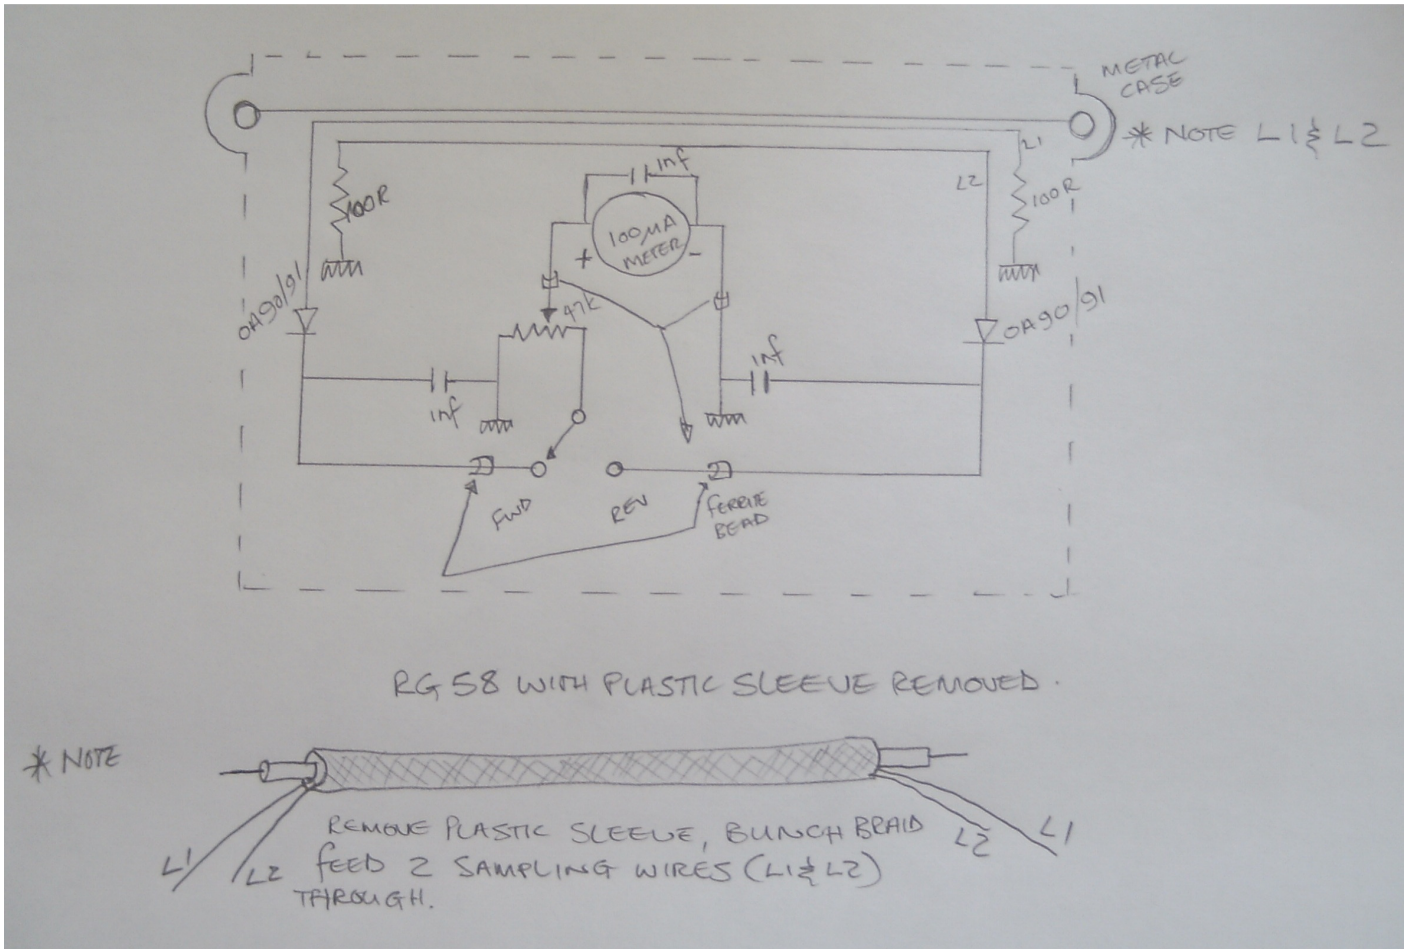 METAL
CASE
* NOTE L1 & L2
L1
L2
1nf
100R
100R
100µA
METER
+
-
OA90/91
47K
OA90/91
1nf
1nf
FWD
REV
FERRITE
BEAD
RG58 WITH PLASTIC SLEEVE REMOVED.
* NOTE
REMOVE PLASTIC SLEEVE, BUNCH BRAID
FEED 2 SAMPLING WIRES (L1 & L2)
THROUGH.
L1
L2
L2
L1